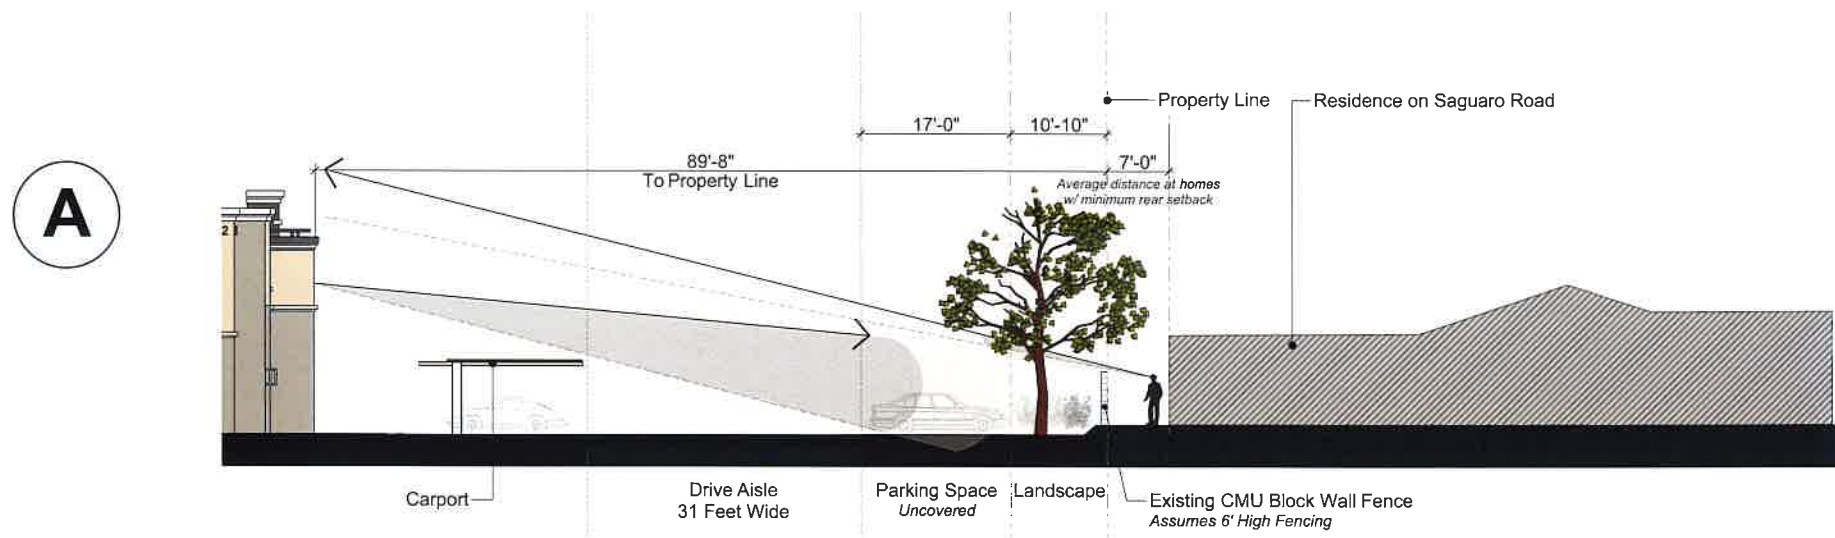 Property Line
Residence on Saguaro Road
17'-0"
10'-10"
89'-8"
To Property Line
7'-0"
Average distance at homes
w/ minimum rear setback
A
Carport
Drive Aisle
31 Feet Wide
Parking Space
Uncovered
Landscape
Existing CMU Block Wall Fence
Assumes 6' High Fencing